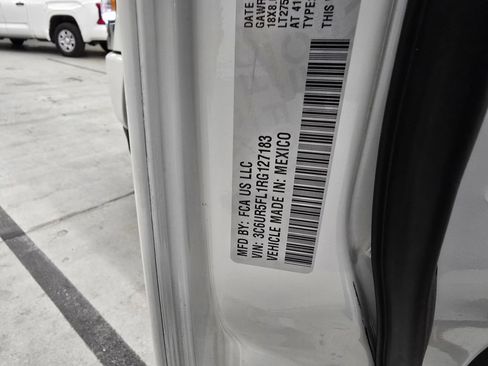 DATE
GAWR
18X8.
LT275
AT 41
TYPE:
THIS
MFD BY: FCA US LLC
VIN: 3C6UR5FL1RG127183
VEHICLE MADE IN: MEXICO